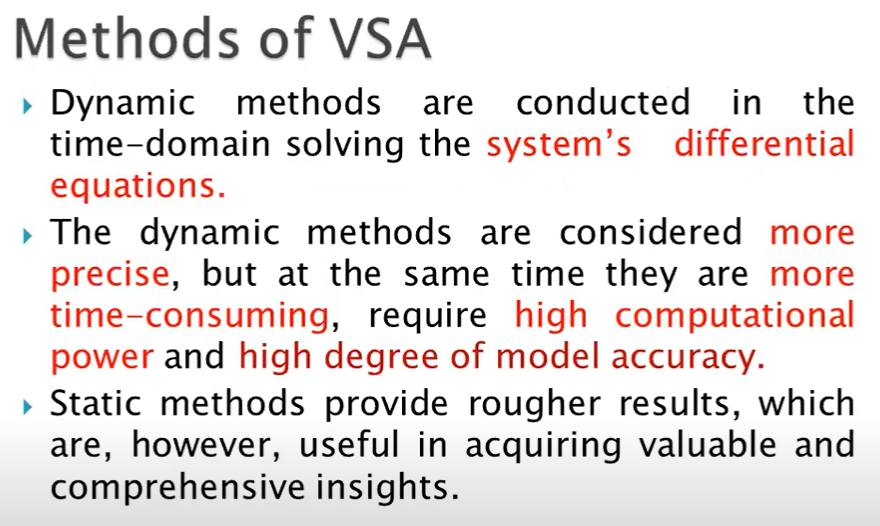 Methods of VSA
Dynamic methods are conducted in the
time-domain solving the system's differential
equations.
The dynamic methods are considered more
precise, but at the same time they are more
time-consuming, require high computational
power and high degree of model accuracy.
Static methods provide rougher results, which
are, however, useful in acquiring valuable and
comprehensive insights.